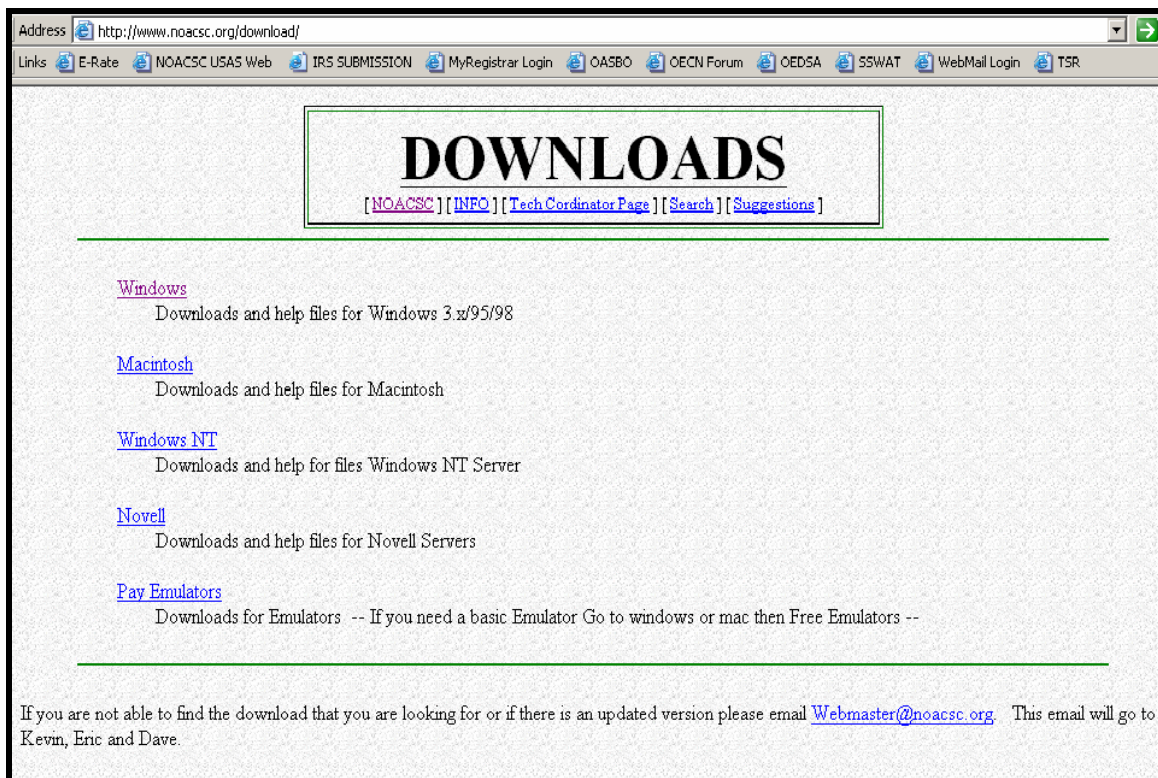 Address http://www.noacsc.org/download/
Links E-Rate NOACSC USAS Web IRS SUBMISSION MyRegistrar Login OASBO OECN Forum OEDSA SSWAT WebMail Login TSR
DOWNLOADS
[ NOACSC ] [ INFO ] [ Tech Cordinator Page ] [ Search ] [ Suggestions ]
Windows
Downloads and help files for Windows 3.x/95/98
Macintosh
Downloads and help files for Macintosh
Windows NT
Downloads and help for files Windows NT Server
Novell
Downloads and help files for Novell Servers
Pay Emulators
Downloads for Emulators -- If you need a basic Emulator Go to windows or mac then Free Emulators --
If you are not able to find the download that you are looking for or if there is an updated version please email Webmaster@noacsc.org. This email will go to
Kevin, Eric and Dave.